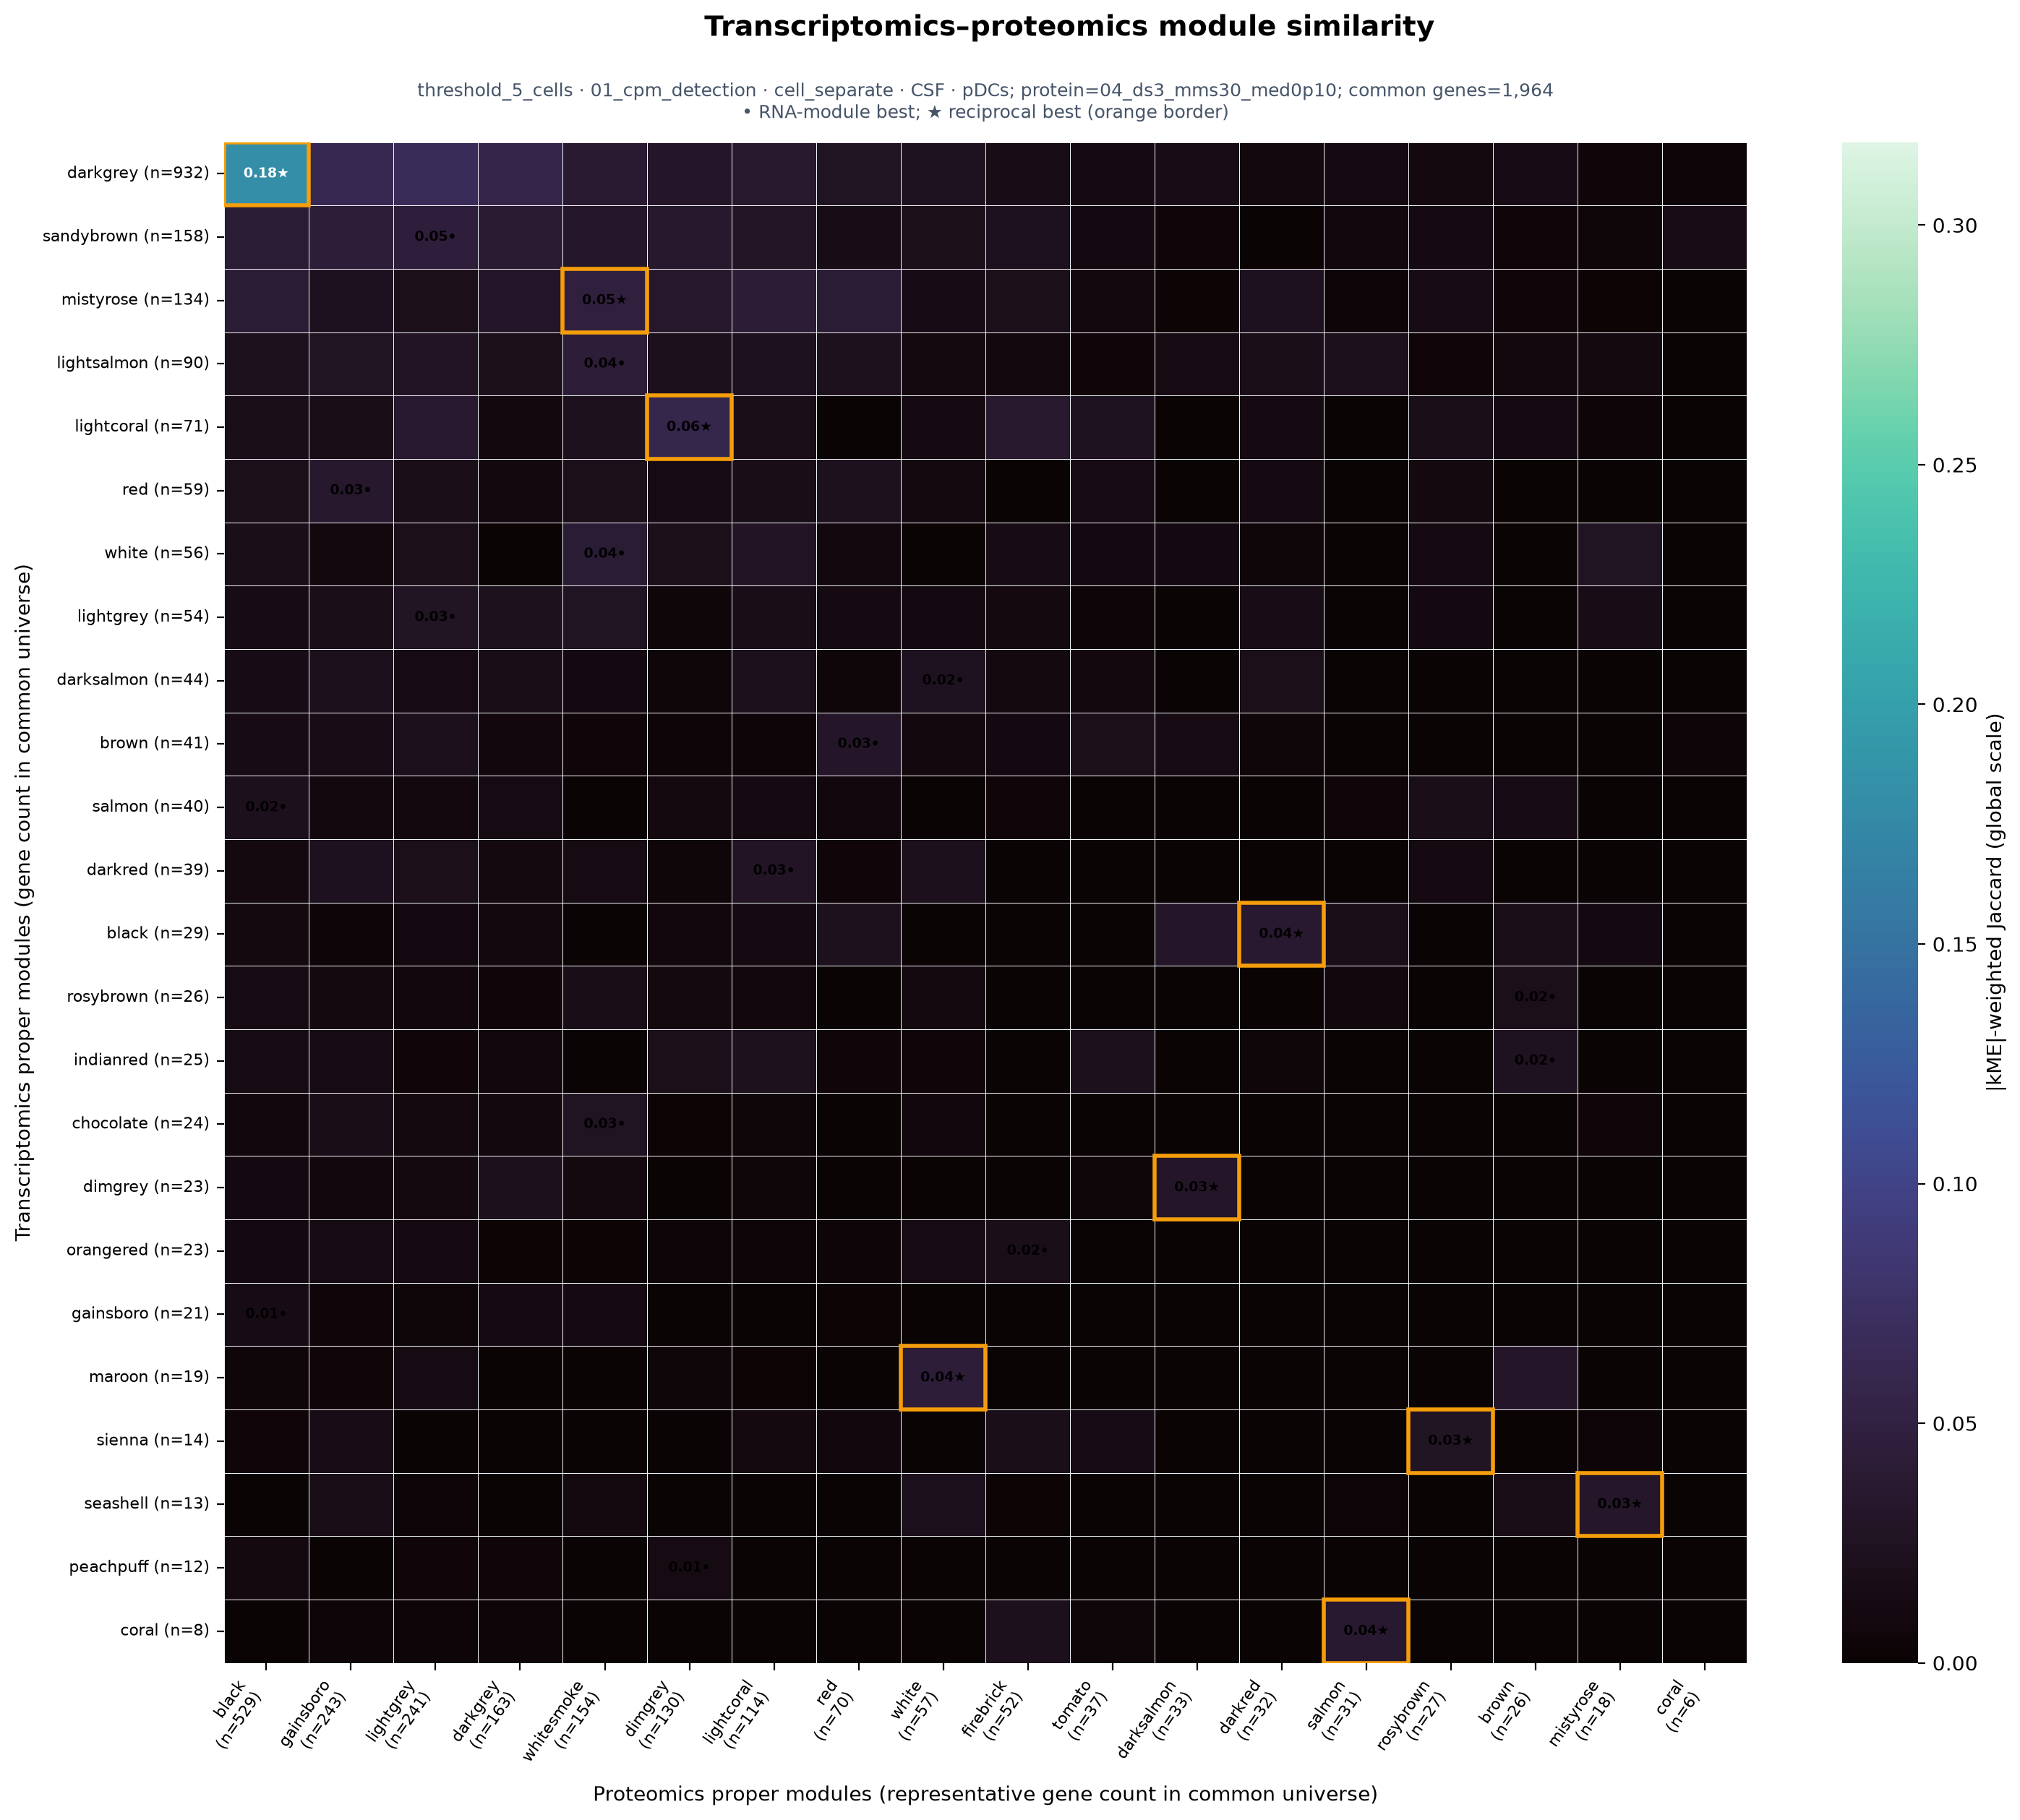 Transcriptomics–proteomics module similarity
threshold_5_cells · 01_cpm_detection · cell_separate · CSF · pDCs; protein=04_ds3_mms30_med0p10; common genes=1,964
• RNA-module best; ★ reciprocal best (orange border)
Transcriptomics proper modules (gene count in common universe)
darkgrey (n=932)
0.18★
sandybrown (n=158)
0.05•
mistyrose (n=134)
0.05★
lightsalmon (n=90)
0.04•
lightcoral (n=71)
0.06★
red (n=59)
0.03•
white (n=56)
0.04•
lightgrey (n=54)
0.03•
darksalmon (n=44)
0.02•
brown (n=41)
0.03•
salmon (n=40)
0.02•
darkred (n=39)
0.03•
black (n=29)
0.04★
rosybrown (n=26)
0.02•
indianred (n=25)
0.02•
chocolate (n=24)
0.03•
dimgrey (n=23)
0.03★
orangered (n=23)
0.02•
gainsboro (n=21)
0.01•
maroon (n=19)
0.04★
sienna (n=14)
0.03★
seashell (n=13)
0.03★
peachpuff (n=12)
0.01•
coral (n=8)
0.04★
black
(n=529)
gainsboro
(n=243)
lightgrey
(n=241)
darkgrey
(n=163)
whitesmoke
(n=154)
dimgrey
(n=130)
lightcoral
(n=114)
red
(n=70)
white
(n=57)
firebrick
(n=52)
tomato
(n=37)
darksalmon
(n=33)
darkred
(n=32)
salmon
(n=31)
rosybrown
(n=27)
brown
(n=26)
mistyrose
(n=18)
coral
(n=6)
Proteomics proper modules (representative gene count in common universe)
0.30
0.25
0.20
0.15
0.10
0.05
0.00
|kME|-weighted Jaccard (global scale)